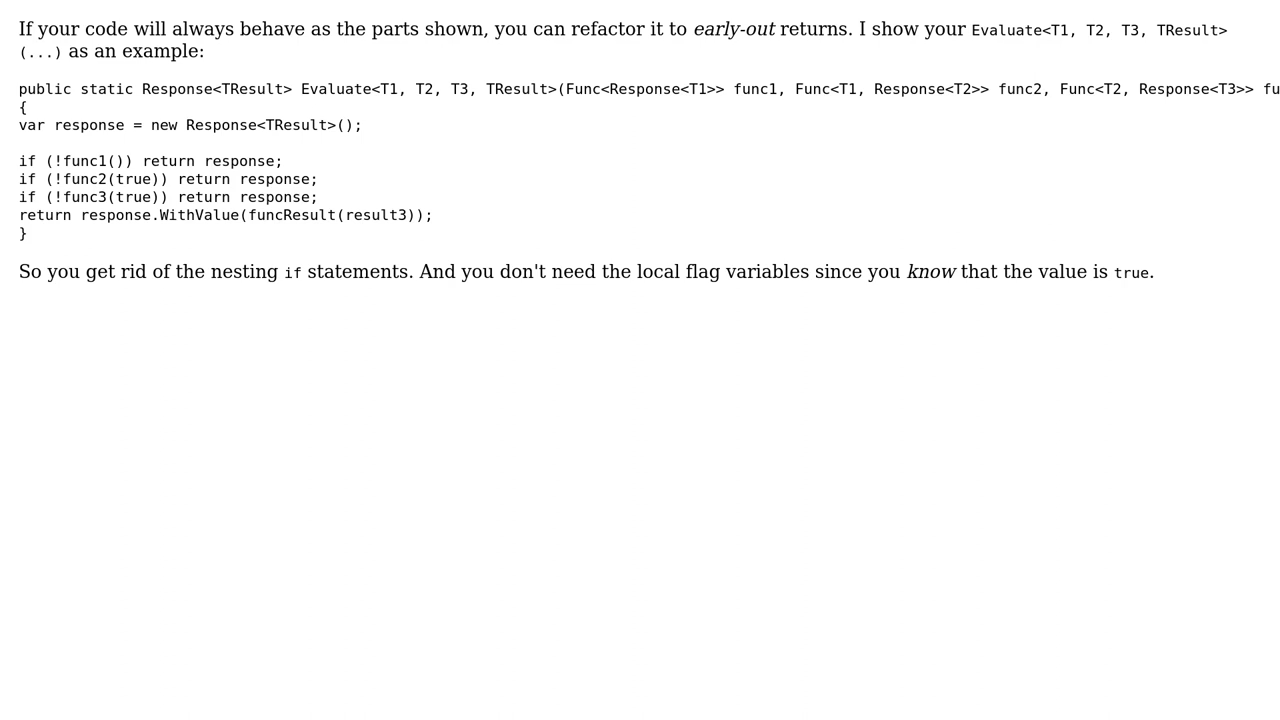 If your code will always behave as the parts shown, you can refactor it to early-out returns. I show your Evaluate<T1, T2, T3, TResult>
(...) as an example:
public static Response<TResult> Evaluate<T1, T2, T3, TResult>(Func<Response<T1>> func1, Func<T1, Response<T2>> func2, Func<T2, Response<T3>> fu
{
var response = new Response<TResult>();
if (!func1()) return response;
if (!func2(true)) return response;
if (!func3(true)) return response;
return response.WithValue(funcResult(result3));
}
So you get rid of the nesting if statements. And you don't need the local flag variables since you know that the value is true.